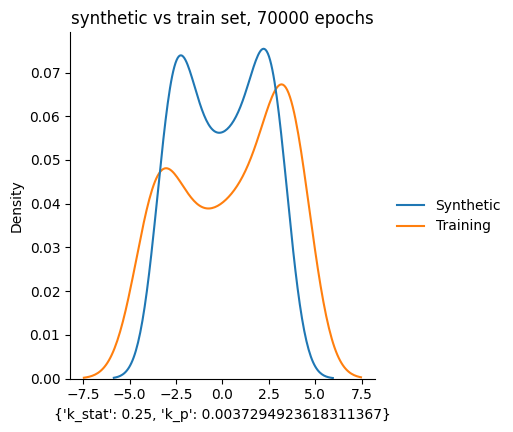 synthetic vs train set, 70000 epochs
0.07
0.06
0.05
0.04
0.03
0.02
0.01
0.00
Density
−7.5 −5.0 −2.5 0.0 2.5 5.0 7.5
{'k_stat': 0.25, 'k_p': 0.0037294923618311367}
Synthetic
Training